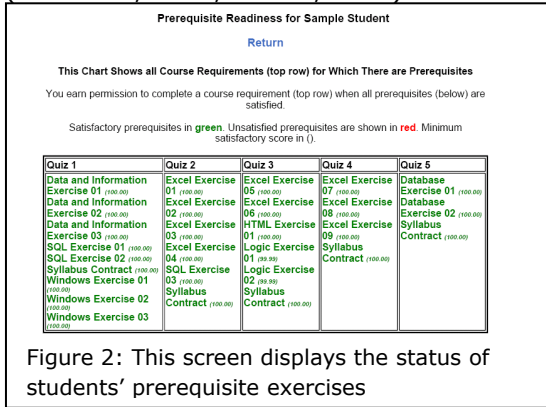 Prerequisite Readiness for Sample Student
Return
This Chart Shows all Course Requirements (top row) for Which There are Prerequisites
You earn permission to complete a course requirement (top row) when all prerequisites (below) are
satisfied.
Satisfactory prerequisites in green. Unsatisfied prerequisites are shown in red. Minimum
satisfactory score in ().
Quiz 1 Quiz 2 Quiz 3 Quiz 4 Quiz 5
Data and Information
Exercise 01 (100.00)
Data and Information
Exercise 02 (100.00)
Data and Information
Exercise 03 (100.00)
SQL Exercise 01 (100.00)
SQL Exercise 02 (100.00)
Syllabus Contract (100.00)
Windows Exercise 01
(100.00)
Windows Exercise 02
(100.00)
Windows Exercise 03
(100.00)
Excel Exercise
01 (100.00)
Excel Exercise
02 (100.00)
Excel Exercise
03 (100.00)
Excel Exercise
04 (100.00)
SQL Exercise
03 (100.00)
Syllabus
Contract (100.00)
Excel Exercise
05 (100.00)
Excel Exercise
06 (100.00)
HTML Exercise
01 (100.00)
Logic Exercise
01 (99.99)
Logic Exercise
02 (99.99)
Syllabus
Contract (100.00)
Excel Exercise
07 (100.00)
Excel Exercise
08 (100.00)
Excel Exercise
09 (100.00)
Syllabus
Contract (100.00)
Database
Exercise 01 (100.00)
Database
Exercise 02 (100.00)
Syllabus
Contract (100.00)
Figure 2: This screen displays the status of
students’ prerequisite exercises